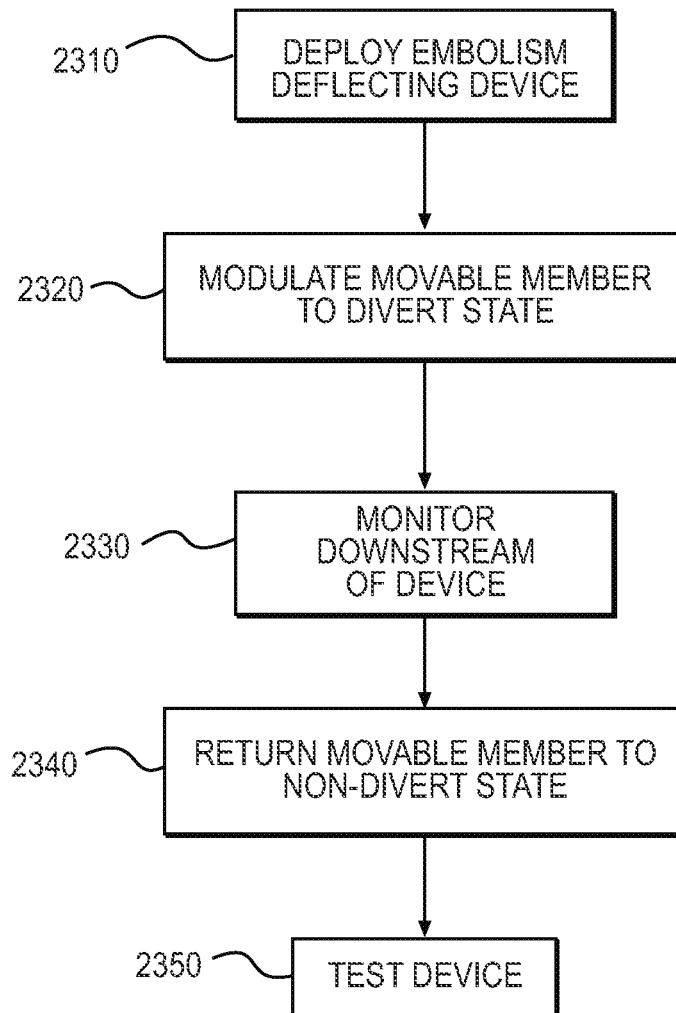 2310
DEPLOY EMBOLISM
DEFLECTING DEVICE
2320
MODULATE MOVABLE MEMBER
TO DIVERT STATE
2330
MONITOR
DOWNSTREAM
OF DEVICE
2340
RETURN MOVABLE MEMBER TO
NON-DIVERT STATE
2350
TEST DEVICE